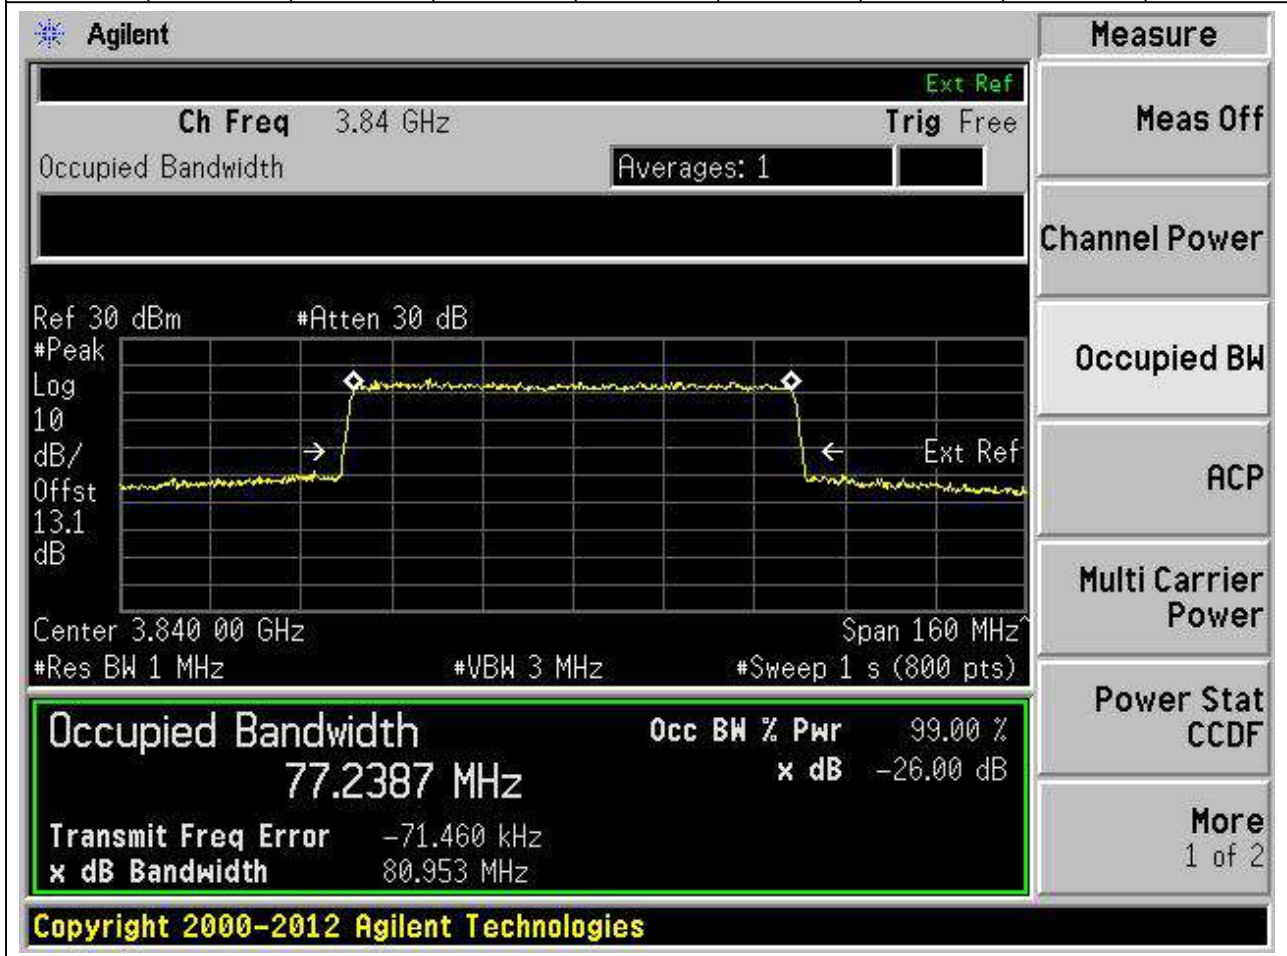 Agilent
Measure
Ext Ref
Ch Freq 3.84 GHz Trig Free
Meas Off
Occupied Bandwidth Averages: 1
Channel Power
Ref 30 dBm #Atten 30 dB
#Peak
Log
10
dB/
Offst
13.1
dB
Ext Ref
Occupied BW
ACP
Center 3.840 00 GHz Span 160 MHz^
#Res BW 1 MHz #VBW 3 MHz #Sweep 1 s (800 pts)
Multi Carrier
Power
Occupied Bandwidth Occ BW % Pwr 99.00 %
77.2387 MHz x dB -26.00 dB
Transmit Freq Error -71.460 kHz
x dB Bandwidth 80.953 MHz
Power Stat
CCDF
More
1 of 2
Copyright 2000-2012 Agilent Technologies